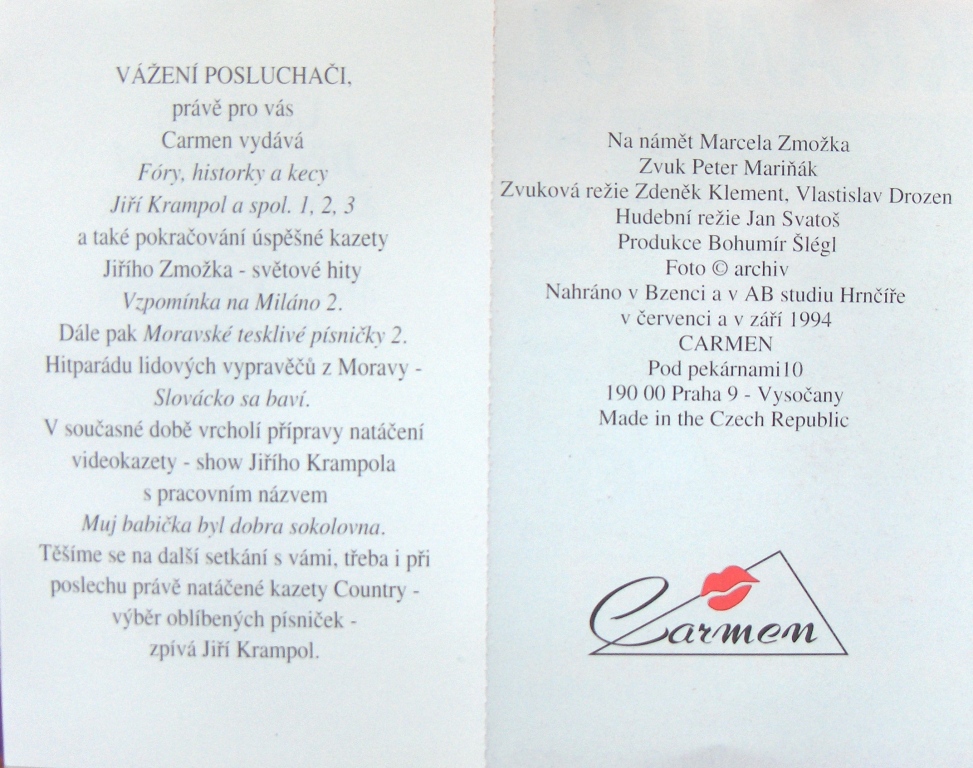 VÁŽENÍ POSLUCHAČI,
právě pro vás
Carmen vydává
Fóry, historky a kecy
Jiří Krampol a spol. 1, 2, 3
a také pokračování úspěšné kazety
Jiřího Zmožka - světové hity
Vzpomínka na Miláno 2.
Dále pak Moravské tesklivé písničky 2.
Hitparádu lidových vypravěčů z Moravy -
Slovácko sa baví.
V současné době vrcholí přípravy natáčení
videokazety - show Jiřího Krampola
s pracovním názvem
Muj babička byl dobra sokolovna.
Těšíme se na další setkání s vámi, třeba i při
poslechu právě natáčené kazety Country -
výběr oblíbených písniček -
zpívá Jiří Krampol.
Na námět Marcela Zmožka
Zvuk Peter Mariňák
Zvuková režie Zdeněk Klement, Vlastislav Drozen
Hudební režie Jan Svatoš
Produkce Bohumír Šlégl
Foto © archiv
Nahráno v Bzenci a v AB studiu Hrnčíře
v červenci a v září 1994
CARMEN
Pod pekárnami10
190 00 Praha 9 - Vysočany
Made in the Czech Republic
Carmen